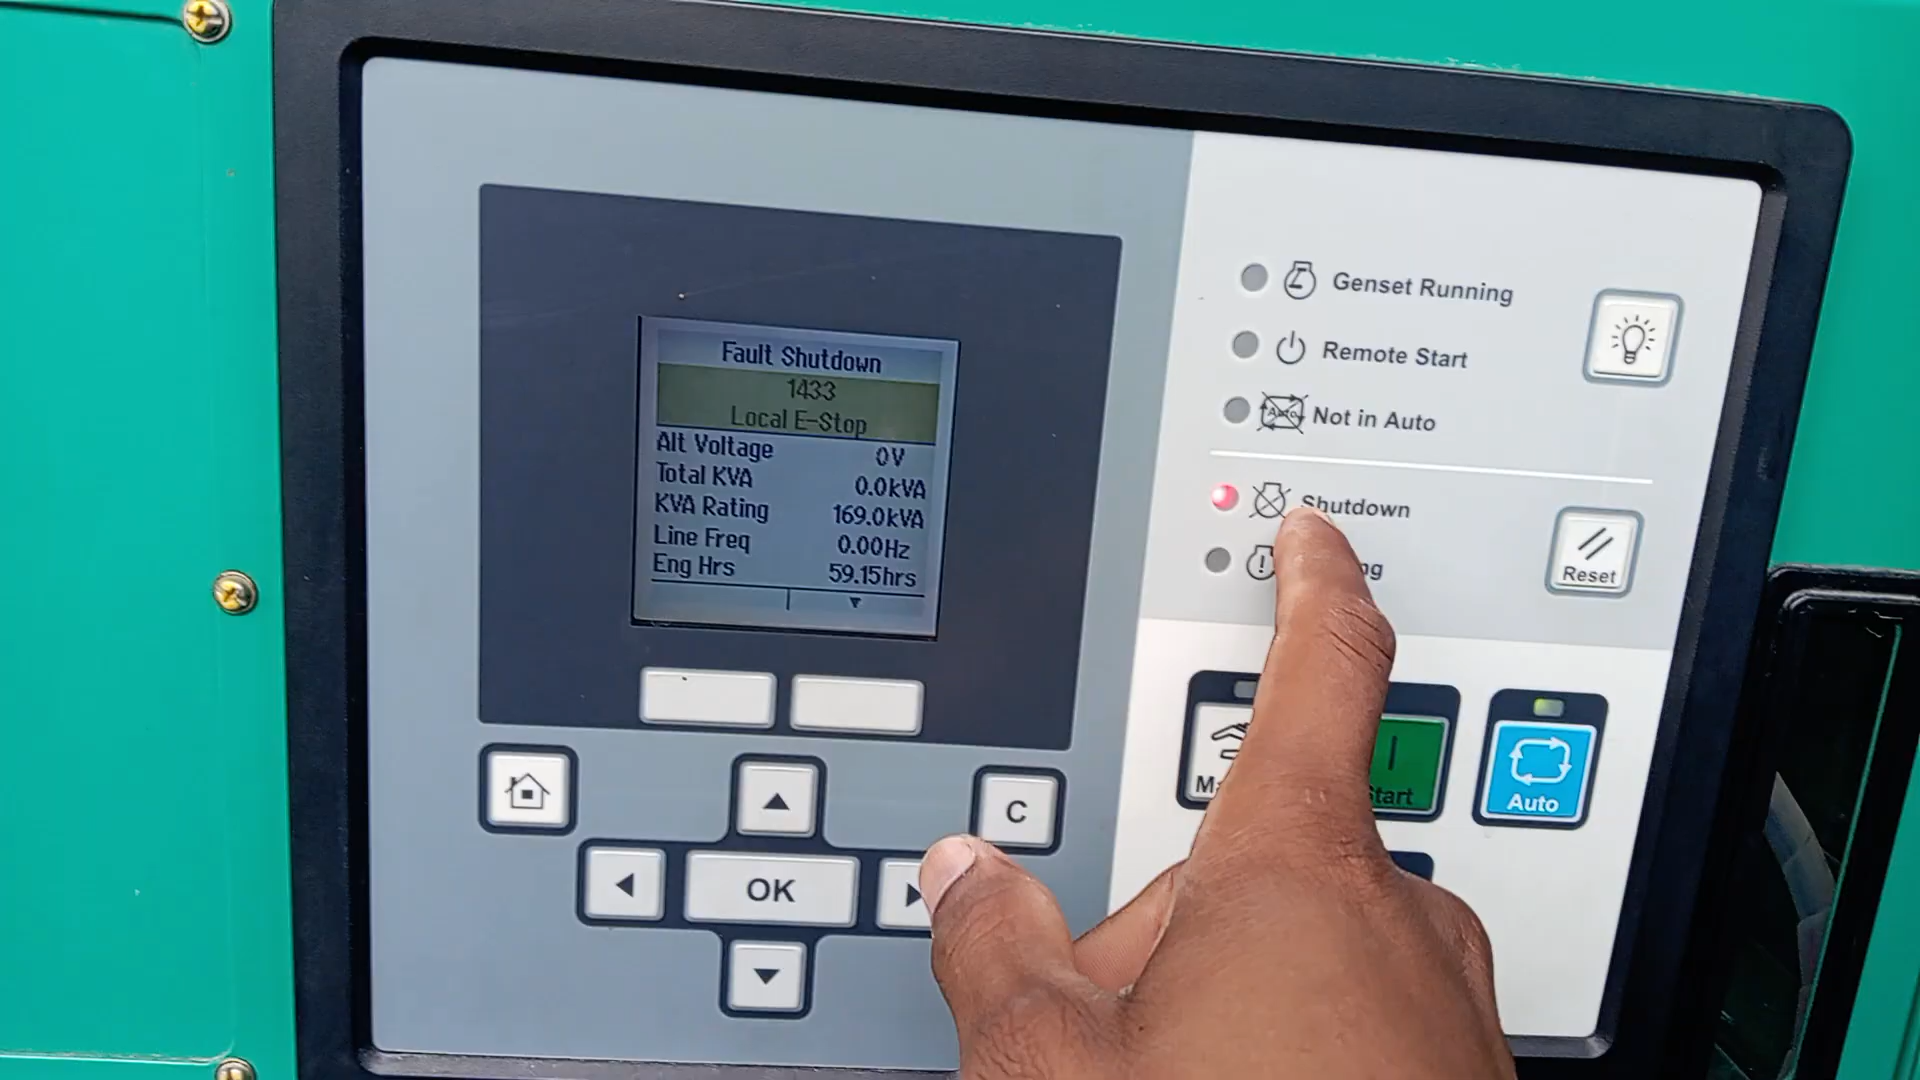 Fault Shutdown
1433
Local E-Stop
Alt Voltage 0V
Total KVA 0.0kVA
KVA Rating 169.0kVA
Line Freq 0.00Hz
Eng Hrs 59.15hrs
Genset Running
Remote Start
Auto
Not in Auto
Shutdown
Reset
OK
C
Auto